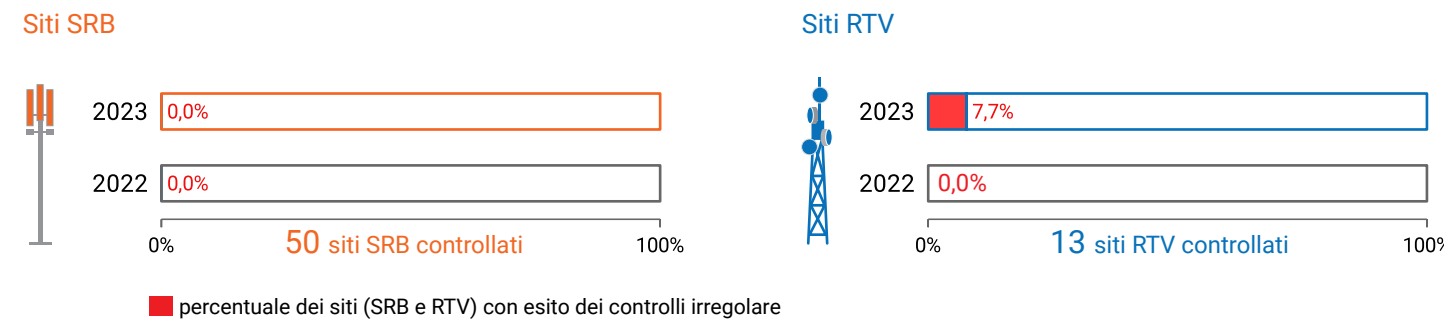 Siti SRB
2023 0,0%
2022 0,0%
0% 50 siti SRB controllati 100%
Siti RTV
2023 7,7%
2022 0,0%
0% 13 siti RTV controllati 100%
percentuale dei siti (SRB e RTV) con esito dei controlli irregolare